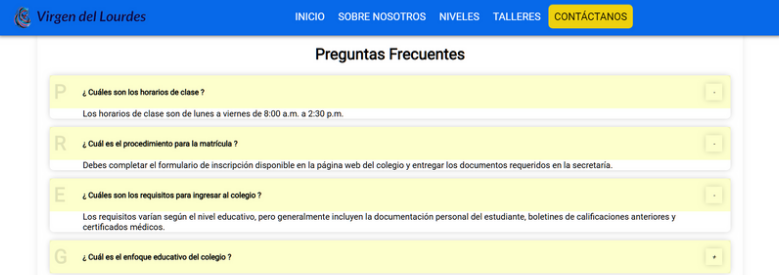 Virgen del Lourdes INICIO SOBRE NOSOTROS NIVELES TALLERES CONTÁCTANOS
Preguntas Frecuentes
P ¿ Cuáles son los horarios de clase ? -
Los horarios de clase son de lunes a viernes de 8:00 a.m. a 2:30 p.m.
R ¿ Cuál es el procedimiento para la matrícula ? -
Debes completar el formulario de inscripción disponible en la página web del colegio y entregar los documentos requeridos en la secretaría.
E ¿ Cuáles son los requisitos para ingresar al colegio ? -
Los requisitos varían según el nivel educativo, pero generalmente incluyen la documentación personal del estudiante, boletines de calificaciones anteriores y
certificados médicos.
G ¿ Cuál es el enfoque educativo del colegio ? +